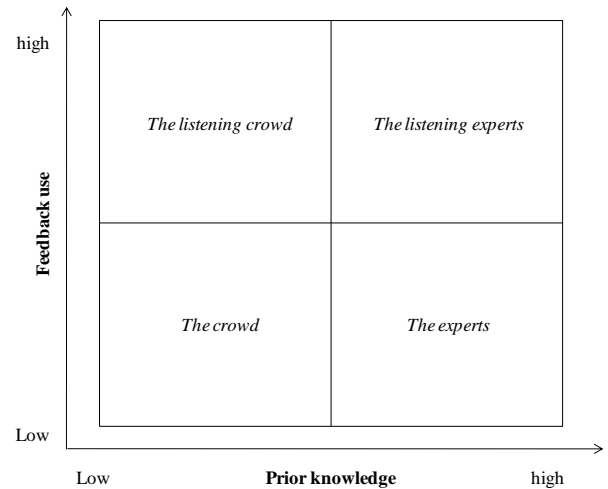 high
The listening crowd
The listening experts
Feedback use
The crowd
The experts
Low
Low
Prior knowledge
high